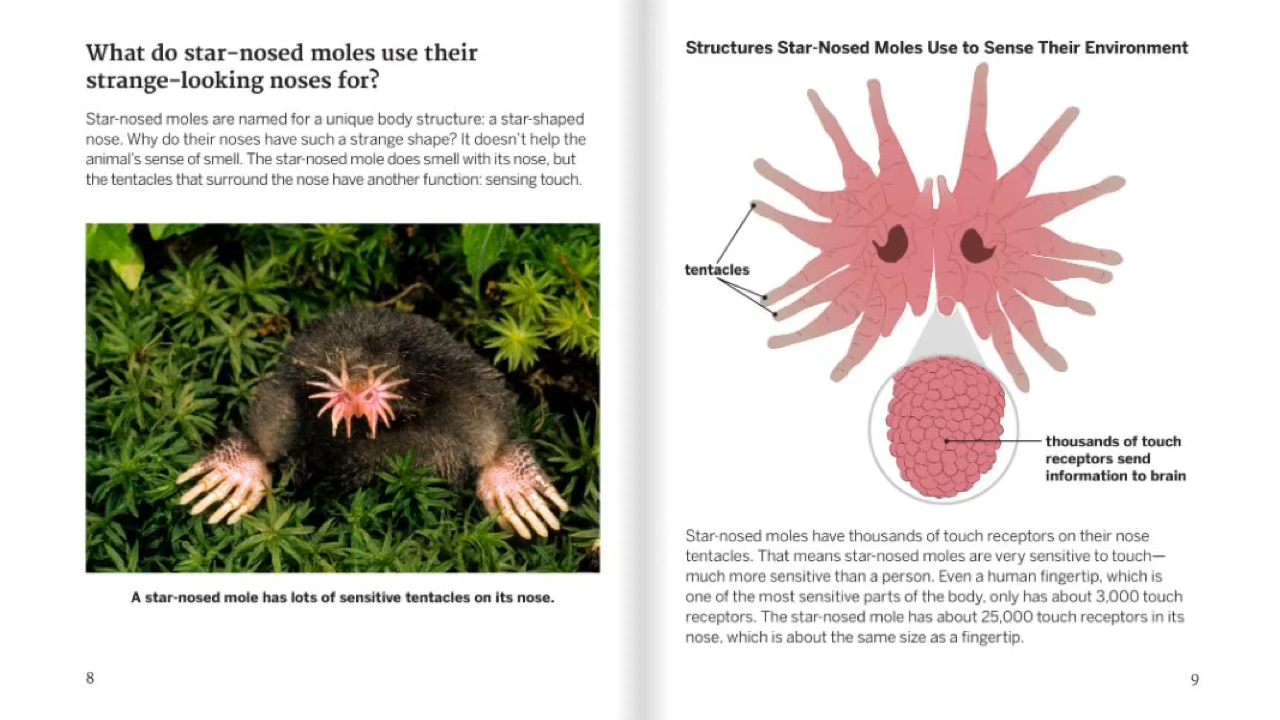 What do star-nosed moles use their
strange-looking noses for?
Star-nosed moles are named for a unique body structure: a star-shaped
nose. Why do their noses have such a strange shape? It doesn't help the
animal's sense of smell. The star-nosed mole does smell with its nose, but
the tentacles that surround the nose have another function: sensing touch.
A star-nosed mole has lots of sensitive tentacles on its nose.
8
Structures Star-Nosed Moles Use to Sense Their Environment
tentacles
thousands of touch
receptors send
information to brain
Star-nosed moles have thousands of touch receptors on their nose
tentacles. That means star-nosed moles are very sensitive to touch—
much more sensitive than a person. Even a human fingertip, which is
one of the most sensitive parts of the body, only has about 3,000 touch
receptors. The star-nosed mole has about 25,000 touch receptors in its
nose, which is about the same size as a fingertip.
9